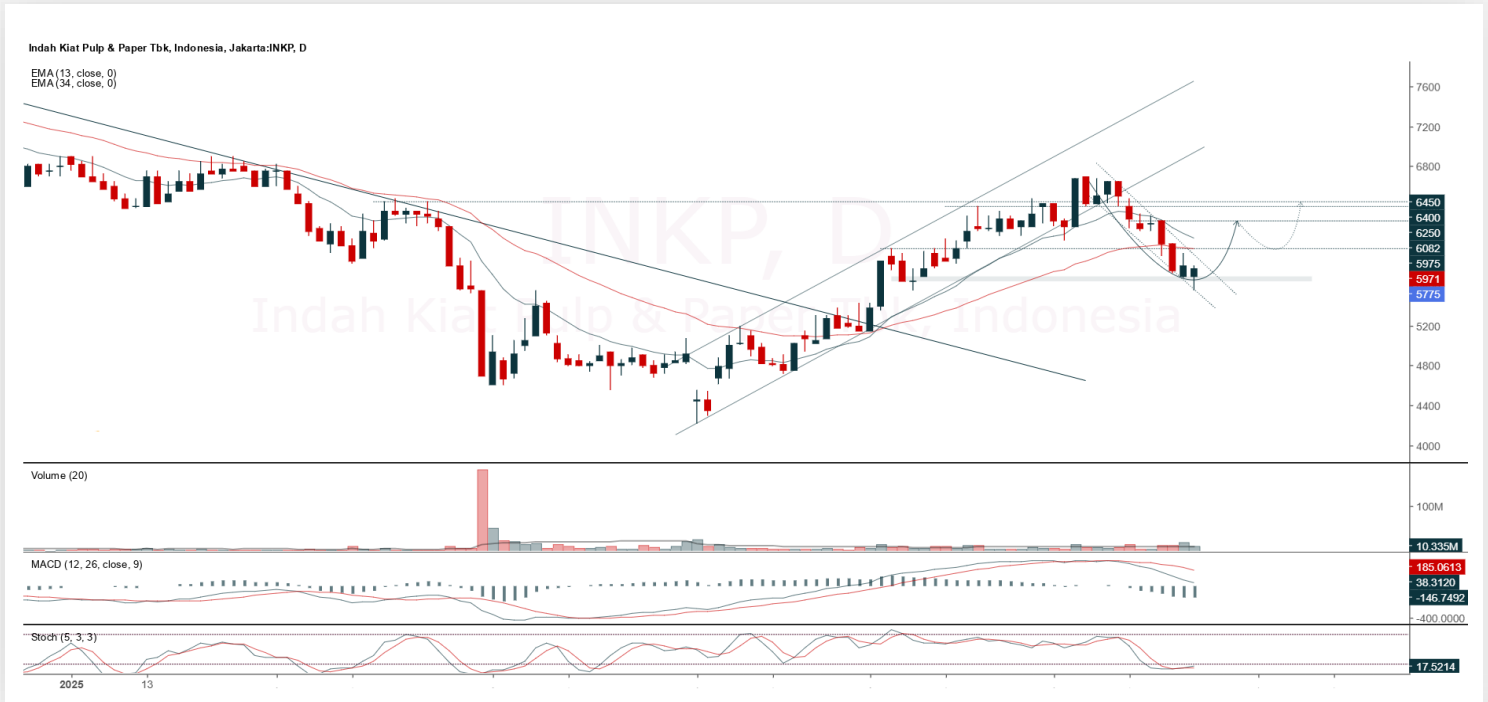 Indah Kiat Pulp & Paper Tbk, Indonesia, Jakarta:INKP, D
EMA (13, close, 0)
EMA (34, close, 0)
INKP, D
Indah Kiat Pulp & Paper Tbk, Indonesia
7600
7200
6800
6450
6400
6250
6082
5975
5971
5775
5200
4800
4400
4000
Volume (20)
100M
10.335M
MACD (12, 26, close, 9)
185.0613
38.3120
-146.7492
-400.0000
Stoch (5, 3, 3)
17.5214
2025
13